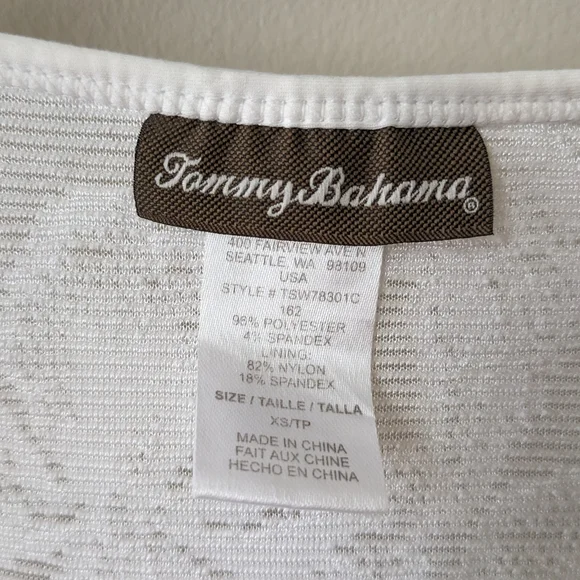 Tommy Bahama®
400 FAIRVIEW AVE N
SEATTLE, WA 98109
USA
STYLE # TSW78301C
162
96% POLYESTER
4% SPANDEX
LINING:
82% NYLON
18% SPANDEX
SIZE / TAILLE / TALLA
XS/TP
MADE IN CHINA
FAIT AUX CHINE
HECHO EN CHINA